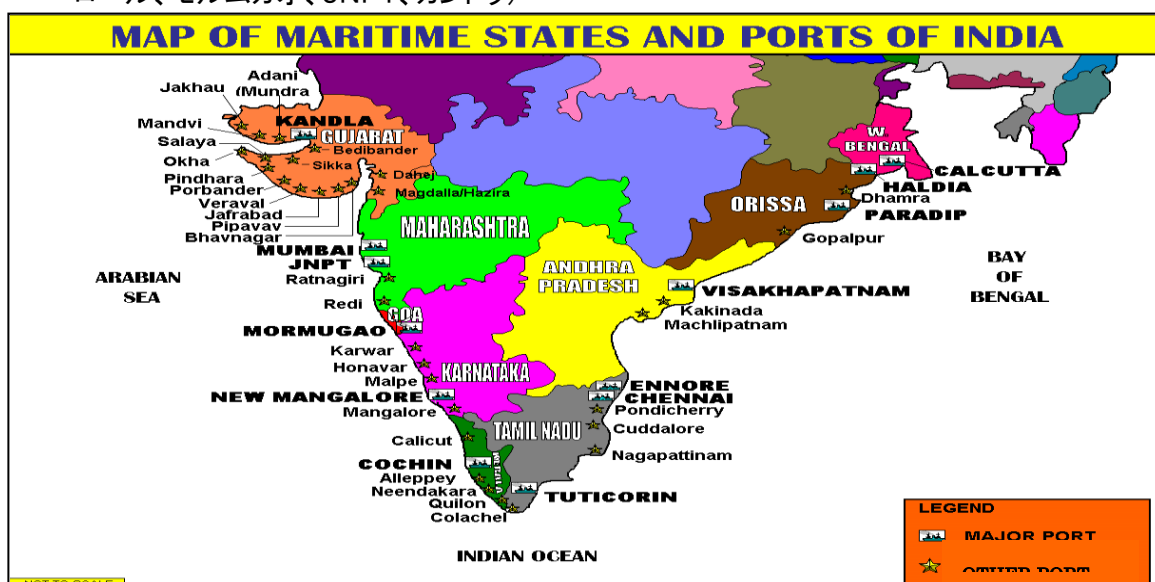 MAP OF MARITIME STATES AND PORTS OF INDIA
Adani
(Mundra
Jakhau
KANDLA
Mandvi
GUJARAT
Salaya
Bedibander
Okha
Sikka
Pindhara
Dahej
Porbander
Magdalla/Hazira
Veraval
Jafrabad
Pipavav
Bhavnagar
MAHARASHTRA
MUMBAI
JNPT
Ratnagiri
ARABIAN
SEA
Redi
GOA
MORMUGAO
Karwar
Honavar
KARNATAKA
Malpe
NEW MANGALORE
Mangalore
Calicut
COCHIN
Alleppey
Neendakara
Quilon
Colachel
W.
BENGAL
CALCUTTA
HALDIA
Dhamra
ORISSA
PARADIP
Gopalpur
BAY
OF
BENGAL
ANDHRA
PRADESH
VISAKHAPATNAM
Kakinada
Machlipatnam
ENNORE
CHENNAI
Pondicherry
TAMIL NADU
Cuddalore
Nagapattinam
TUTICORIN
INDIAN OCEAN
LEGEND
MAJOR PORT
OTHER PORT